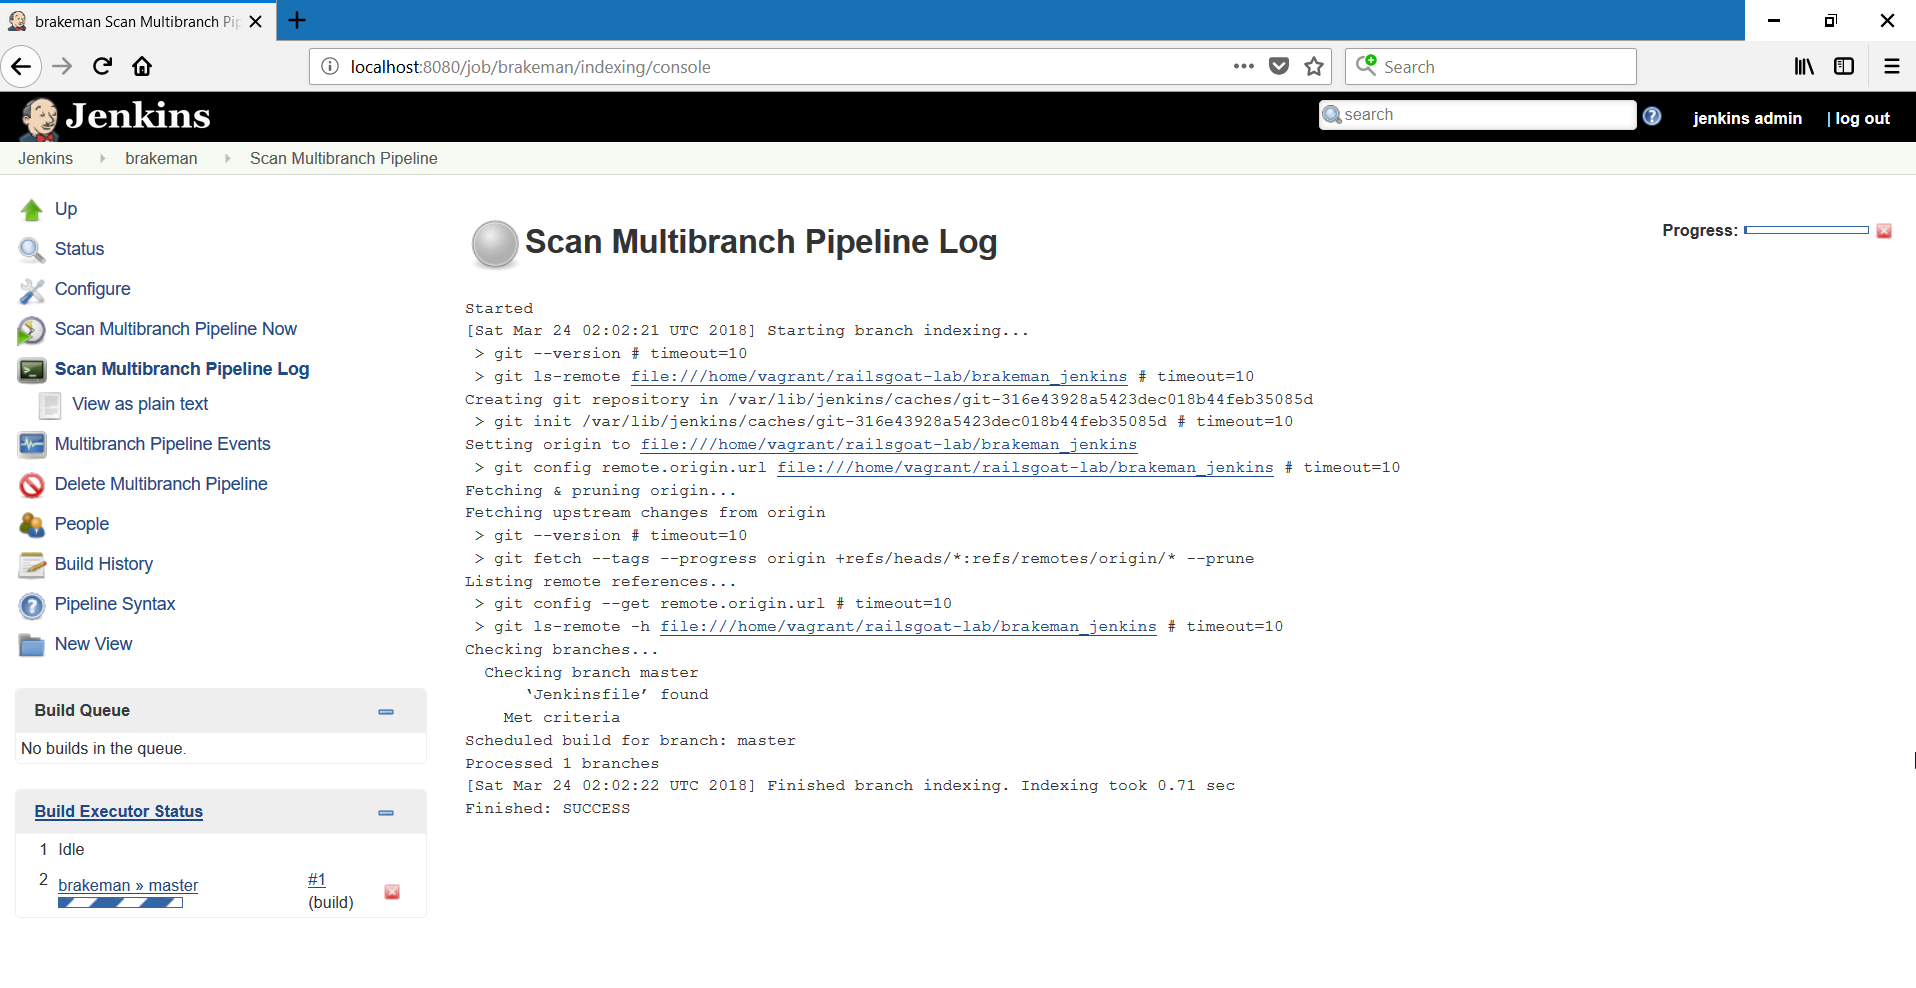 brakeman Scan Multibranch Pip
localhost:8080/job/brakeman/indexing/console
Search
Jenkins
search
jenkins admin
| log out
Jenkins
brakeman
Scan Multibranch Pipeline
Up
Status
Configure
Scan Multibranch Pipeline Now
Scan Multibranch Pipeline Log
View as plain text
Multibranch Pipeline Events
Delete Multibranch Pipeline
People
Build History
Pipeline Syntax
New View
Build Queue
No builds in the queue.
Build Executor Status
1 Idle
2 brakeman » master
#1
(build)
Scan Multibranch Pipeline Log
Progress:
Started
[Sat Mar 24 02:02:21 UTC 2018] Starting branch indexing...
> git --version # timeout=10
> git ls-remote file:///home/vagrant/railsgoat-lab/brakeman_jenkins # timeout=10
Creating git repository in /var/lib/jenkins/caches/git-316e43928a5423dec018b44feb35085d
> git init /var/lib/jenkins/caches/git-316e43928a5423dec018b44feb35085d # timeout=10
Setting origin to file:///home/vagrant/railsgoat-lab/brakeman_jenkins
> git config remote.origin.url file:///home/vagrant/railsgoat-lab/brakeman_jenkins # timeout=10
Fetching & pruning origin...
Fetching upstream changes from origin
> git --version # timeout=10
> git fetch --tags --progress origin +refs/heads/*:refs/remotes/origin/* --prune
Listing remote references...
> git config --get remote.origin.url # timeout=10
> git ls-remote -h file:///home/vagrant/railsgoat-lab/brakeman_jenkins # timeout=10
Checking branches...
Checking branch master
‘Jenkinsfile’ found
Met criteria
Scheduled build for branch: master
Processed 1 branches
[Sat Mar 24 02:02:22 UTC 2018] Finished branch indexing. Indexing took 0.71 sec
Finished: SUCCESS